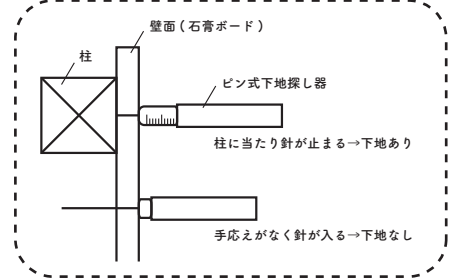 壁面(石膏ボード)
柱
ピン式下地探し器
柱に当たり針が止まる→下地あり
手応えがなく針が入る→下地なし